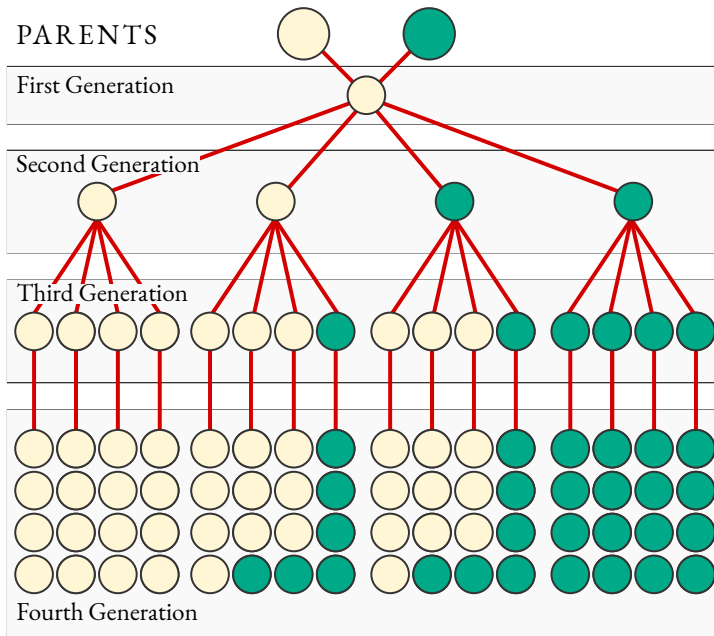 PARENTS
First Generation
Second Generation
Third Generation
Fourth Generation